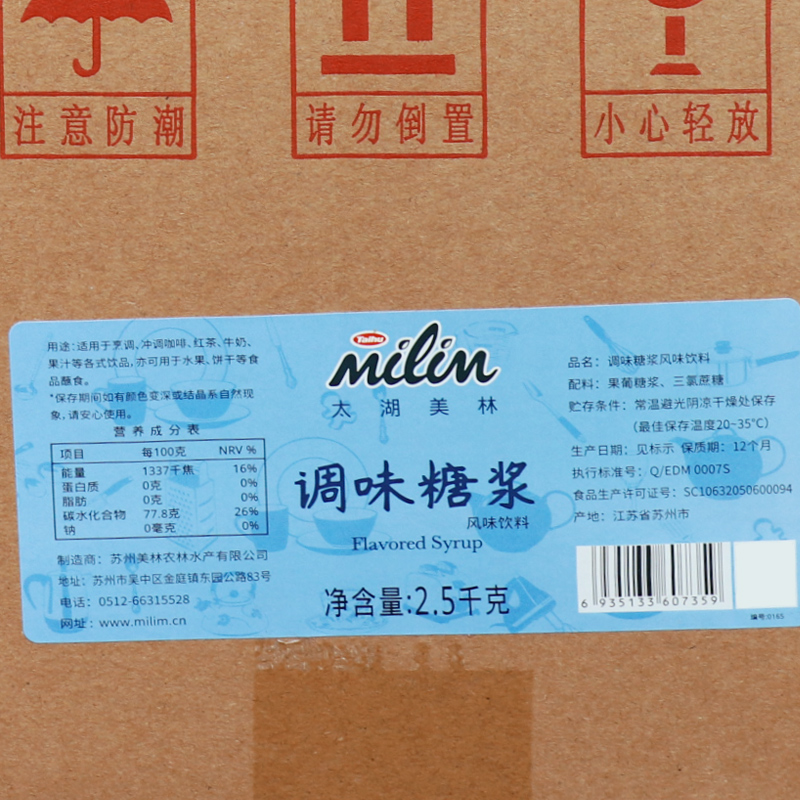 注意防潮
请勿倒置
小心轻放
用途:适用于烹调、冲调咖啡、红茶、牛奶、
果汁等各式饮品,亦可用于水果、饼干等食
品蘸食。
*保存期间如有颜色变深或结晶系自然现
象,请安心使用。
营养成分表
项目 每100克 NRV %
能量 1337千焦 16%
蛋白质 0克 0%
脂肪 0克 0%
碳水化合物 77.8克 26%
钠 0毫克 0%
制造商：苏州美林农林水产有限公司
地址：苏州市吴中区金庭镇东园公路83号
电话：0512-66315528
网址：www.milim.cn
Taihu
milin
太湖美林
调味糖浆
风味饮料
Flavored Syrup
净含量:2.5千克
品名：调味糖浆风味饮料
配料：果葡糖浆、三氯蔗糖
贮存条件：常温避光阴凉干燥处保存
（最佳保存温度20~35℃）
生产日期：见标示 保质期：12个月
执行标准号：Q/EDM 0007S
食品生产许可证号：SC10632050600094
产地：江苏省苏州市
6 935133 607359
编号:0165